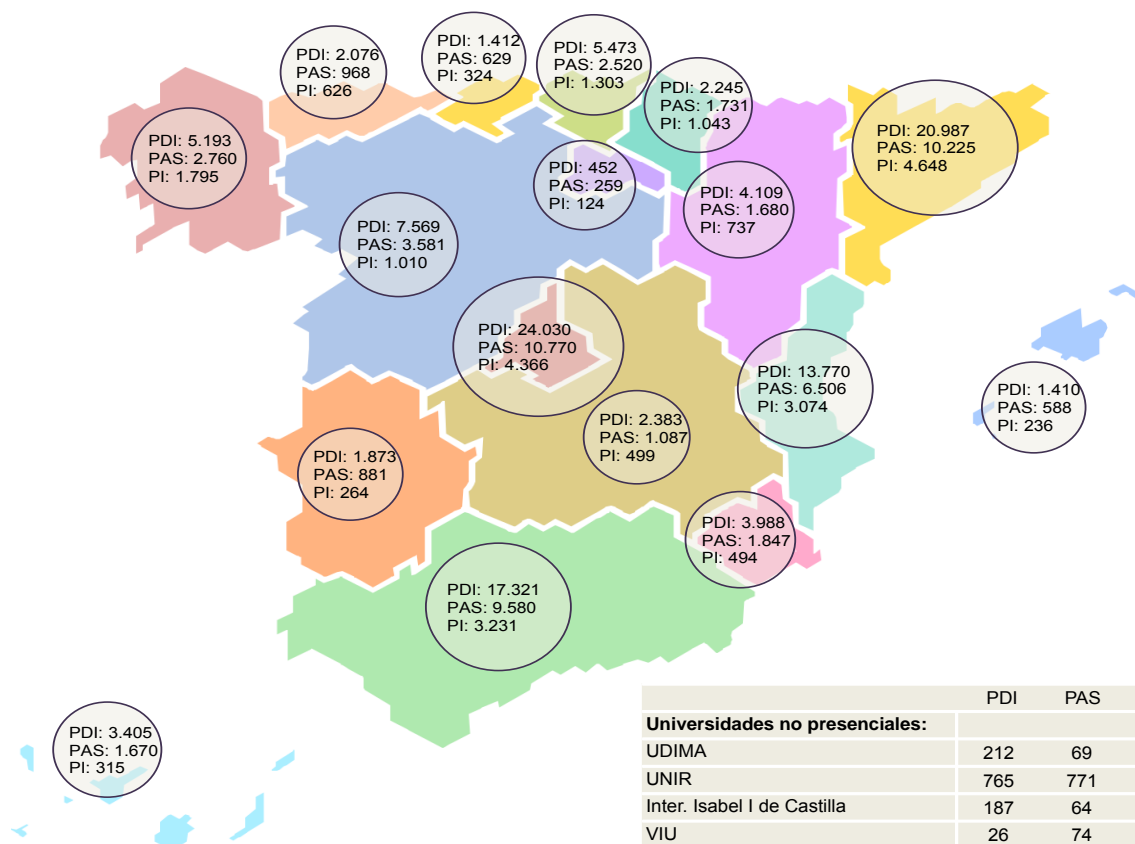 PDI: 2.076
PAS: 968
PI: 626
PDI: 1.412
PAS: 629
PI: 324
PDI: 5.473
PAS: 2.520
PI: 1.303
PDI: 2.245
PAS: 1.731
PI: 1.043
PDI: 5.193
PAS: 2.760
PI: 1.795
PDI: 20.987
PAS: 10.225
PI: 4.648
PDI: 452
PAS: 259
PI: 124
PDI: 4.109
PAS: 1.680
PI: 737
PDI: 7.569
PAS: 3.581
PI: 1.010
PDI: 24.030
PAS: 10.770
PI: 4.366
PDI: 13.770
PAS: 6.506
PI: 3.074
PDI: 1.410
PAS: 588
PI: 236
PDI: 2.383
PAS: 1.087
PI: 499
PDI: 1.873
PAS: 881
PI: 264
PDI: 3.988
PAS: 1.847
PI: 494
PDI: 17.321
PAS: 9.580
PI: 3.231
PDI: 3.405
PAS: 1.670
PI: 315
PDI PAS
Universidades no presenciales:
UDIMA 212 69
UNIR 765 771
Inter. Isabel I de Castilla 187 64
VIU 26 74